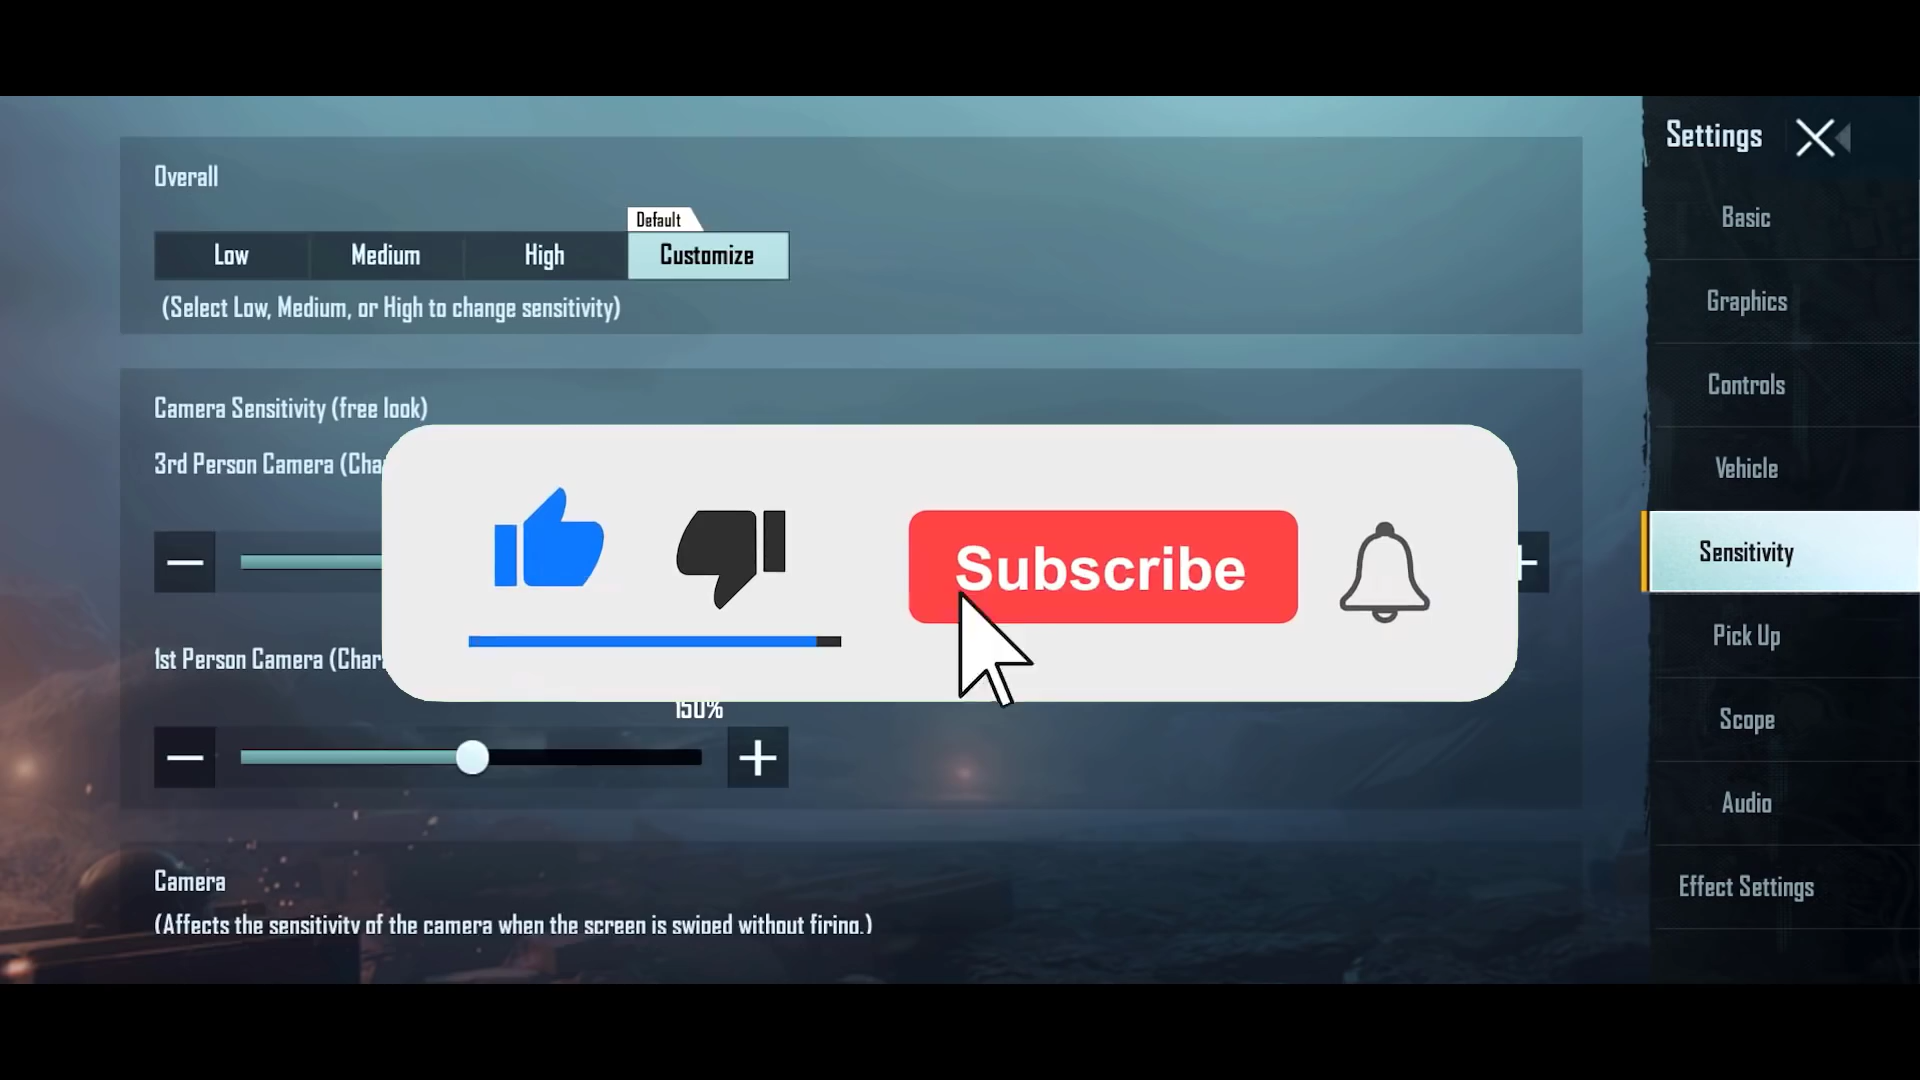 Settings
Overall
Default
Low Medium High Customize
(Select Low, Medium, or High to change sensitivity)
Camera Sensitivity (free look)
3rd Person Camera
1st Person Camera
150%
Subscribe
Camera
(Affects the sensitivity of the camera when the screen is swiped without firing.)
Basic
Graphics
Controls
Vehicle
Sensitivity
Pick Up
Scope
Audio
Effect Settings